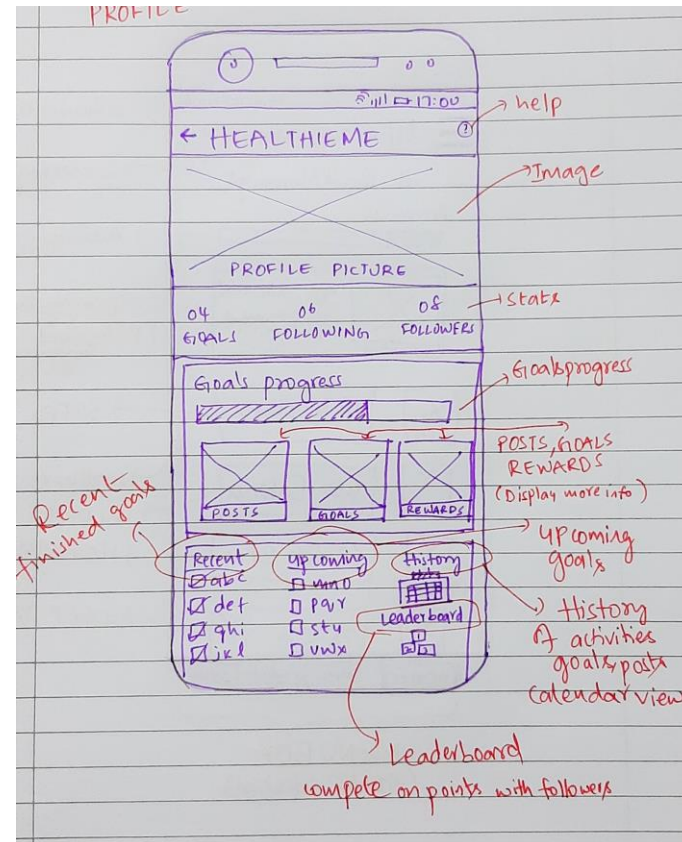 PROFILE
17:00
help
← HEALTHIEME ?
Image
PROFILE PICTURE
04 06 08
Stats
GOALS FOLLOWING FOLLOWERS
Goals progress
Goalsprogress
POSTS, GOALS
REWARDS
(Display more info)
POSTS GOALS REWARDS
Recent
finished goals
Recent upcoming History
upcoming
goals
abc mno
def pqr
Leaderboard
ghi stu
jkl vwx
History
of activities
goals, posts
calendar view
Leaderboard
compete on points with followers